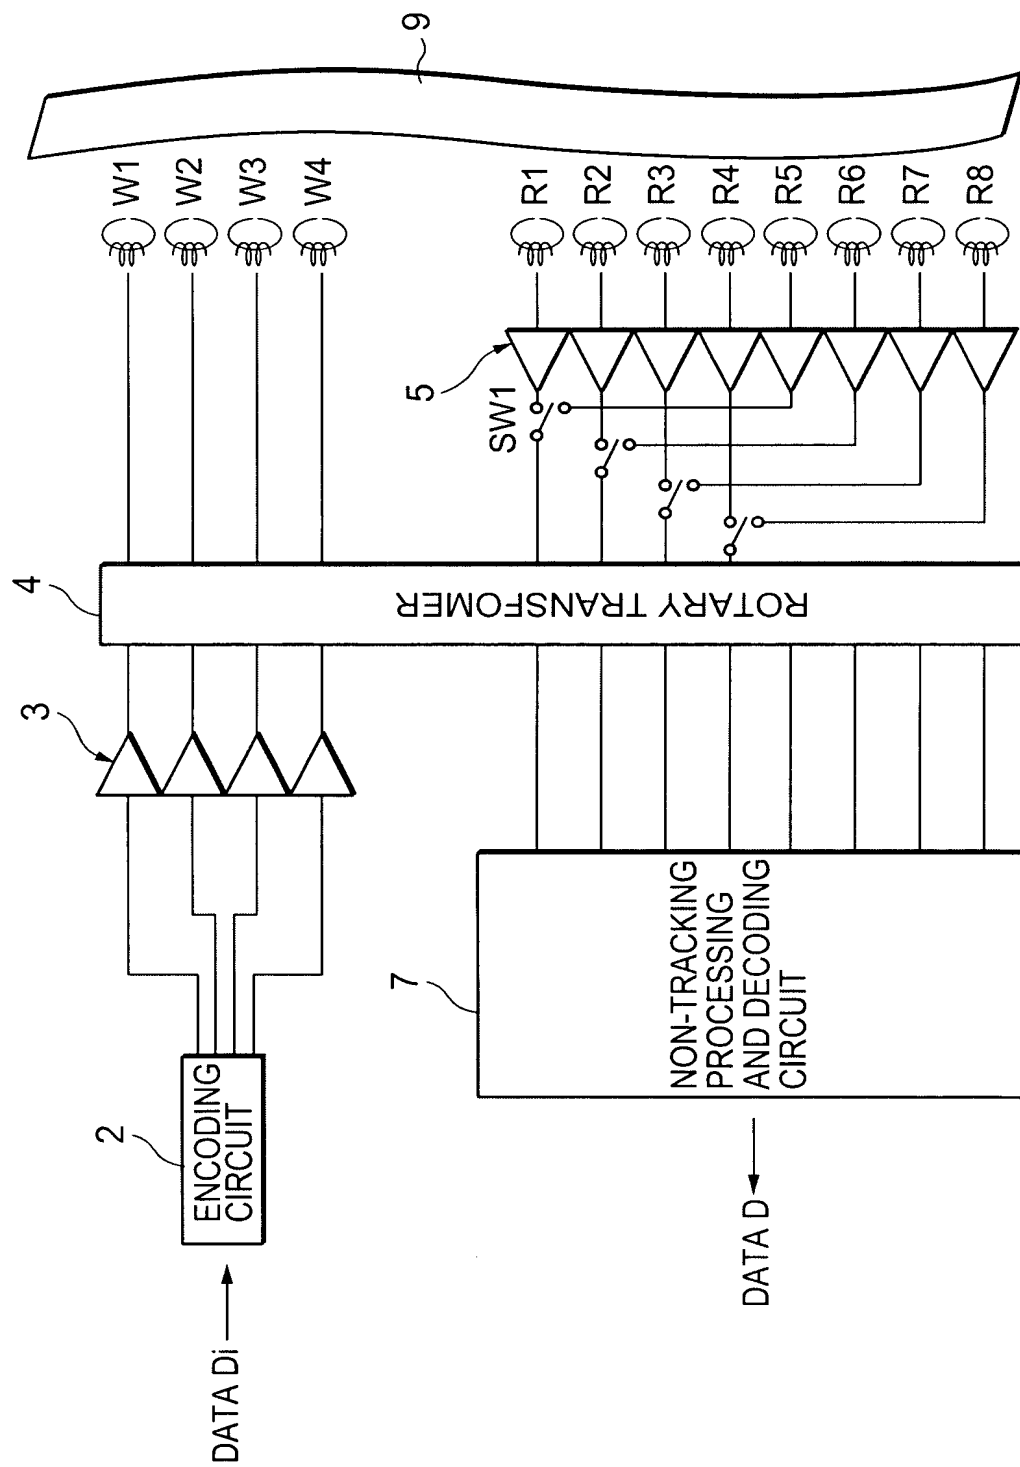 DATA Di
2
ENCODING
CIRCUIT
3
4
ROTARY TRANSFOMER
W1
W2
W3
W4
9
DATA D
7
NON-TRACKING
PROCESSING
AND DECODING
CIRCUIT
SW1
5
R1
R2
R3
R4
R5
R6
R7
R8